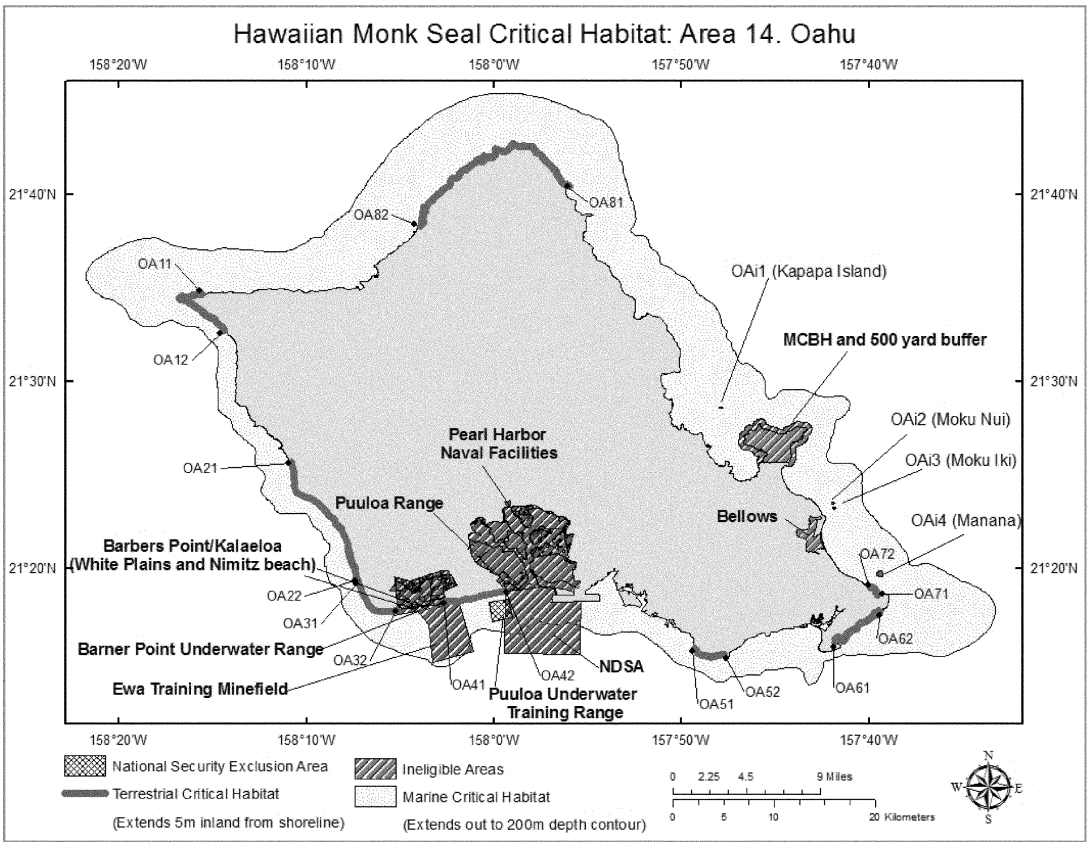 Hawaiian Monk Seal Critical Habitat: Area 14. Oahu
158°20'W 158°10'W 158°0'W 157°50'W 157°40'W
21°40'N 21°40'N
OA81
OA82
OA11
OAi1 (Kapapa Island)
MCBH and 500 yard buffer
OA12
21°30'N 21°30'N
OAi2 (Moku Nui)
Pearl Harbor
Naval Facilities
OAi3 (Moku Iki)
OA21
Puuloa Range
Bellows
OAi4 (Manana)
Barbers Point/Kalaeloa
(White Plains and Nimitz beach)
OA72
21°20'N 21°20'N
OA22
OA71
OA31
OA62
Barner Point Underwater Range
OA32
NDSA
OA42
OA41
Ewa Training Minefield
Puuloa Underwater
Training Range
OA52
OA61
OA51
158°20'W 158°10'W 158°0'W 157°50'W 157°40'W
National Security Exclusion Area
Terrestrial Critical Habitat
(Extends 5m inland from shoreline)
Ineligible Areas
Marine Critical Habitat
(Extends out to 200m depth contour)
0 2.25 4.5 9 Miles
0 5 10 20 Kilometers
N
W E
S